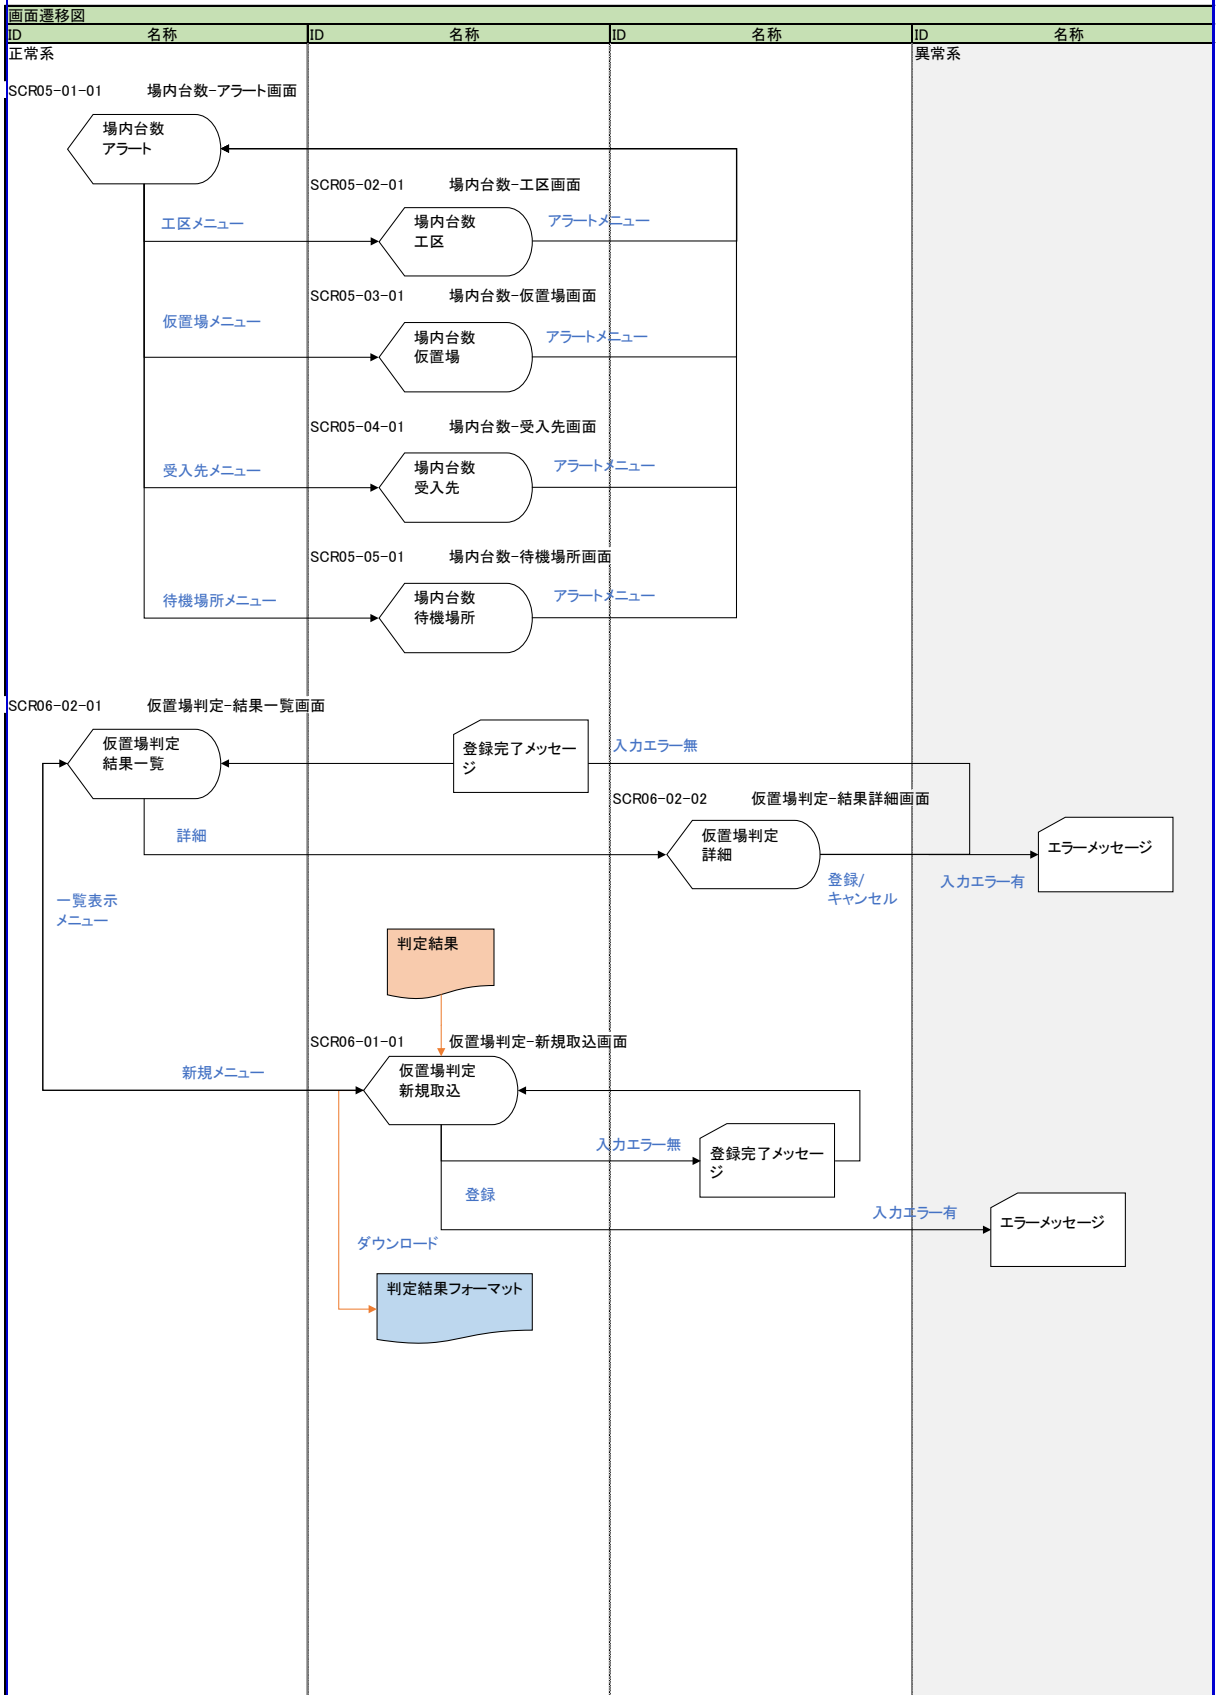 画面遷移図
ID 名称 ID 名称 ID 名称 ID 名称
正常系 異常系
SCR05-01-01 場内台数-アラート画面
場内台数
アラート
SCR05-02-01 場内台数-工区画面
工区メニュー
場内台数
工区
アラートメニュー
SCR05-03-01 場内台数-仮置場画面
仮置場メニュー
場内台数
仮置場
アラートメニュー
SCR05-04-01 場内台数-受入先画面
受入先メニュー
場内台数
受入先
アラートメニュー
SCR05-05-01 場内台数-待機場所画面
待機場所メニュー
場内台数
待機場所
アラートメニュー
SCR06-02-01 仮置場判定-結果一覧画面
仮置場判定
結果一覧
登録完了メッセー
ジ
入力エラー無
SCR06-02-02 仮置場判定-結果詳細画面
詳細
仮置場判定
詳細
登録/
キャンセル
入力エラー有
エラーメッセージ
一覧表示
メニュー
判定結果
SCR06-01-01 仮置場判定-新規取込画面
新規メニュー
仮置場判定
新規取込
入力エラー無
登録完了メッセー
ジ
登録
入力エラー有
エラーメッセージ
ダウンロード
判定結果フォーマット